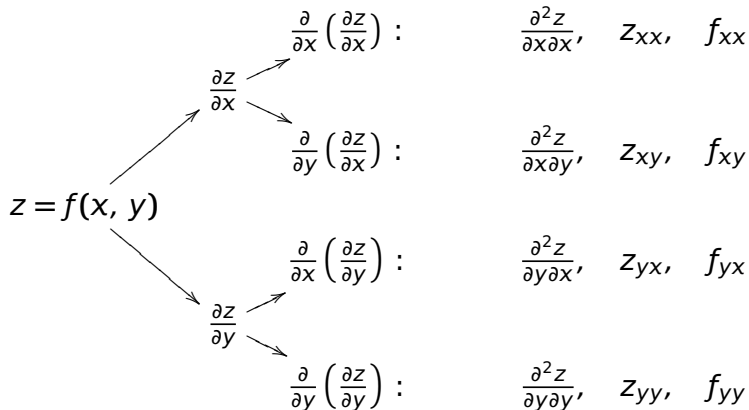 ∂/∂x (∂z/∂x) : ∂²z/∂x∂x, z_xx, f_xx
∂z/∂x
∂/∂y (∂z/∂x) : ∂²z/∂x∂y, z_xy, f_xy
z = f(x, y)
∂/∂x (∂z/∂y) : ∂²z/∂y∂x, z_yx, f_yx
∂z/∂y
∂/∂y (∂z/∂y) : ∂²z/∂y∂y, z_yy, f_yy